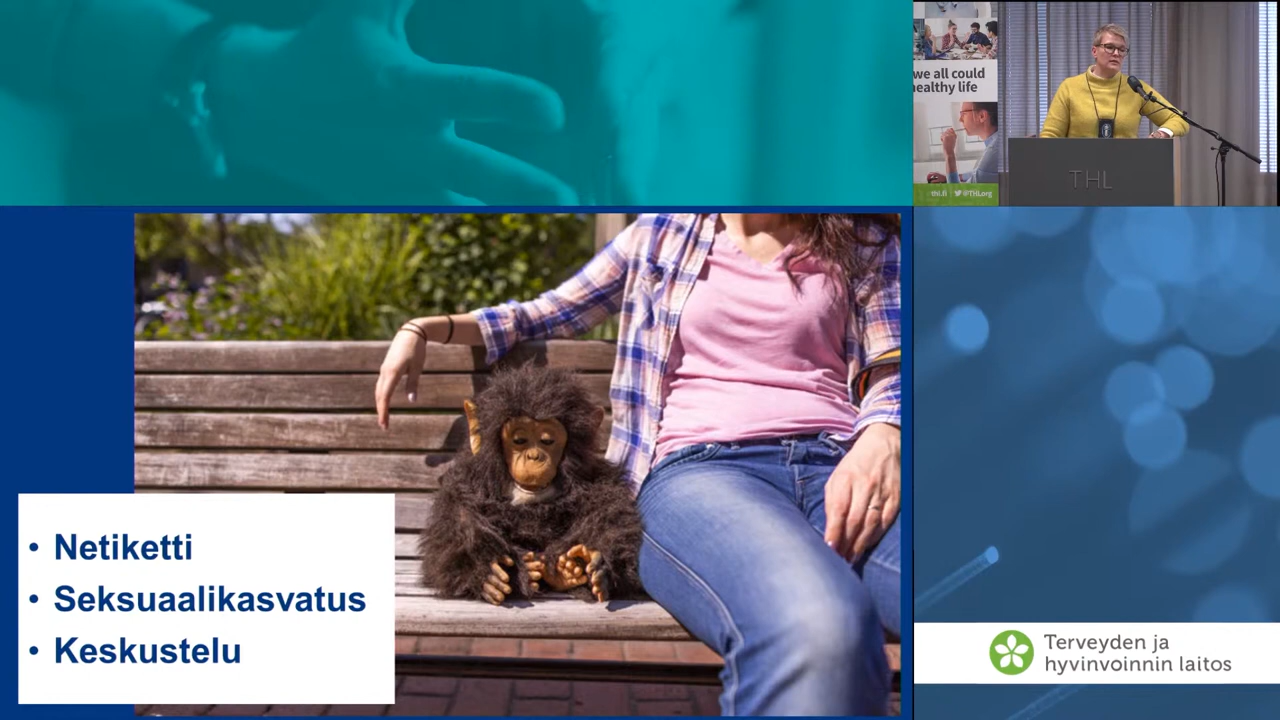 we all could
healthy life
thl.fi @THLorg
THL
• Netiketti
• Seksuaalikasvatus
• Keskustelu
Terveyden ja
hyvinvoinnin laitos